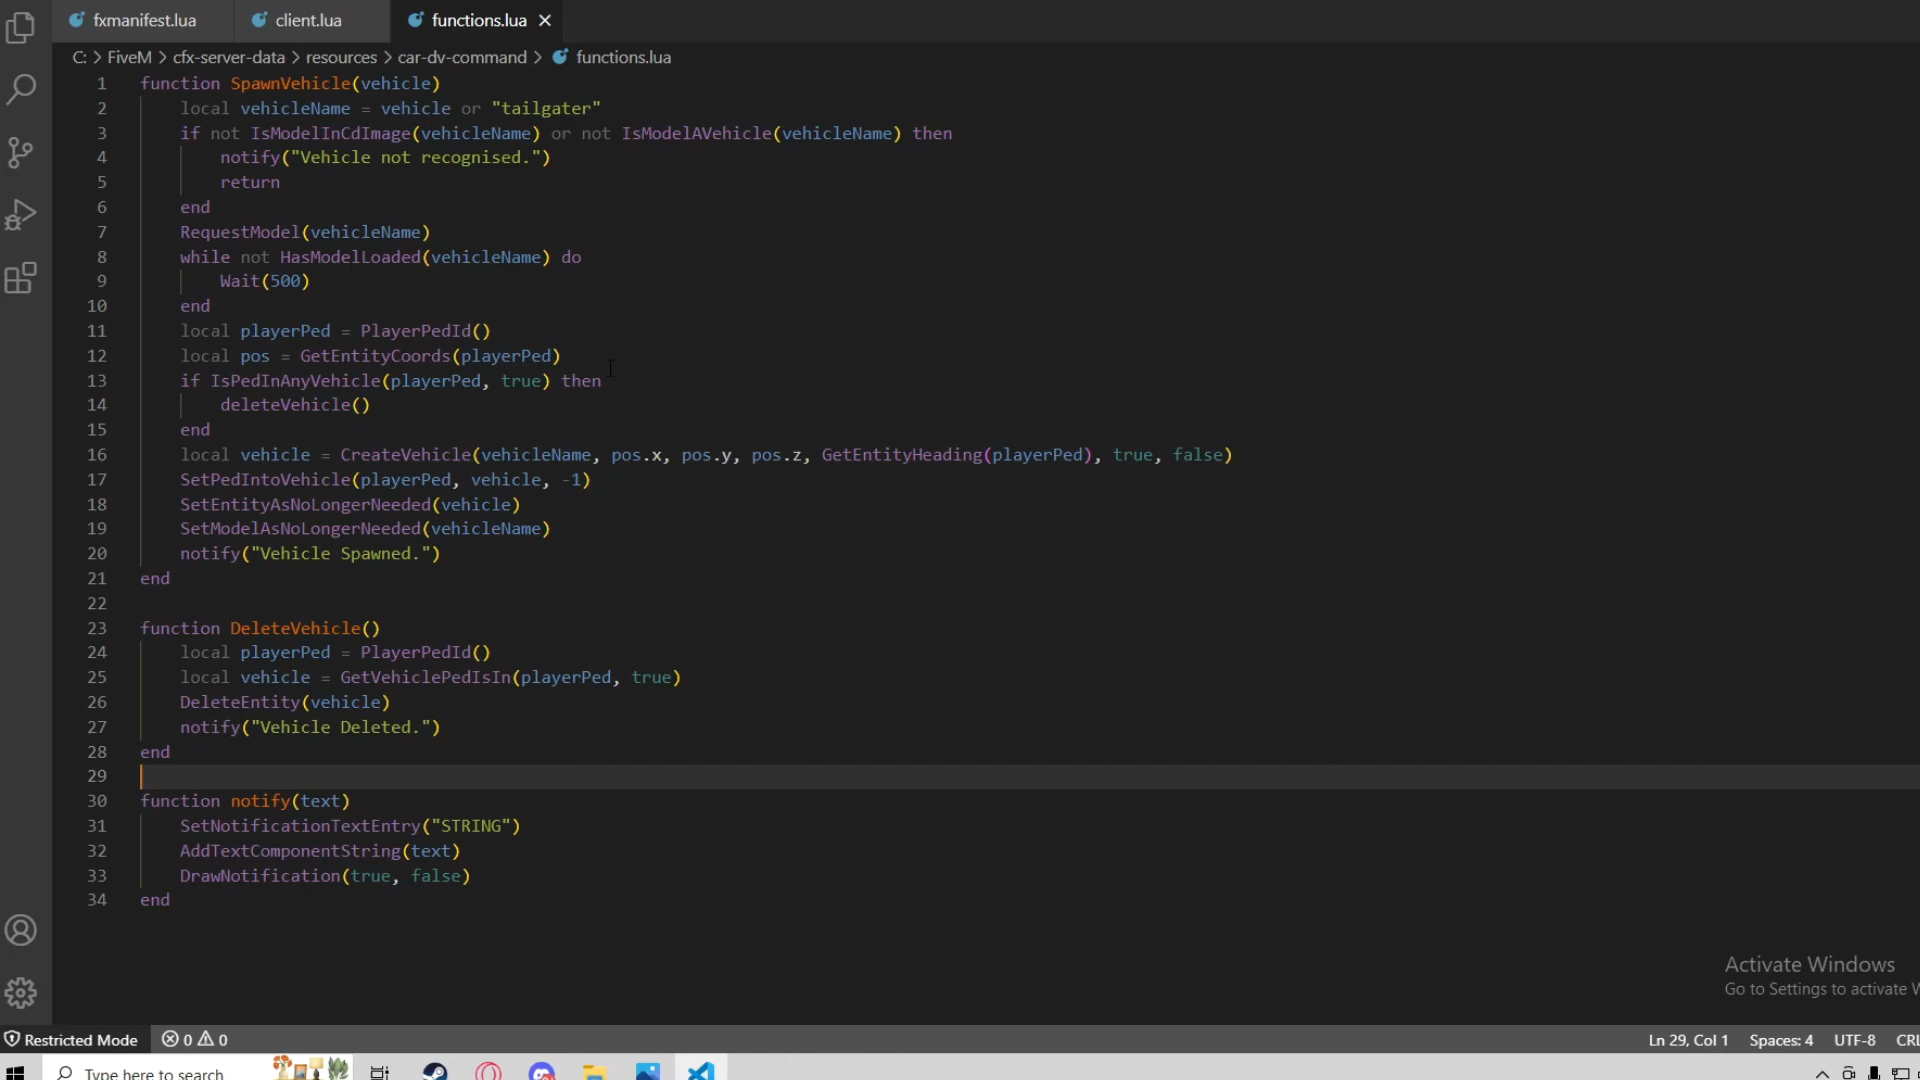 fxmanifest.lua client.lua functions.lua
C: > FiveM > cfx-server-data > resources > car-dv-command > functions.lua
1 function SpawnVehicle(vehicle)
2 local vehicleName = vehicle or "tailgater"
3 if not IsModelInCdImage(vehicleName) or not IsModelAVehicle(vehicleName) then
4 notify("Vehicle not recognised.")
5 return
6 end
7 RequestModel(vehicleName)
8 while not HasModelLoaded(vehicleName) do
9 Wait(500)
10 end
11 local playerPed = PlayerPedId()
12 local pos = GetEntityCoords(playerPed)
13 if IsPedInAnyVehicle(playerPed, true) then
14 deleteVehicle()
15 end
16 local vehicle = CreateVehicle(vehicleName, pos.x, pos.y, pos.z, GetEntityHeading(playerPed), true, false)
17 SetPedIntoVehicle(playerPed, vehicle, -1)
18 SetEntityAsNoLongerNeeded(vehicle)
19 SetModelAsNoLongerNeeded(vehicleName)
20 notify("Vehicle Spawned.")
21 end
22
23 function DeleteVehicle()
24 local playerPed = PlayerPedId()
25 local vehicle = GetVehiclePedIsIn(playerPed, true)
26 DeleteEntity(vehicle)
27 notify("Vehicle Deleted.")
28 end
29
30 function notify(text)
31 SetNotificationTextEntry("STRING")
32 AddTextComponentString(text)
33 DrawNotification(true, false)
34 end
Activate Windows
Go to Settings to activate W
Restricted Mode 0 0 Ln 29, Col 1 Spaces: 4 UTF-8 CRL
Type here to search